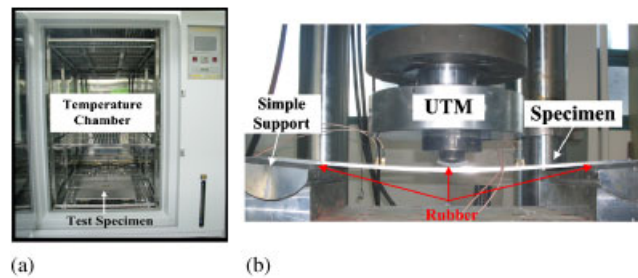 Temperature
Chamber
Test Specimen
(a)
Simple
Support
UTM
Specimen
Rubber
(b)